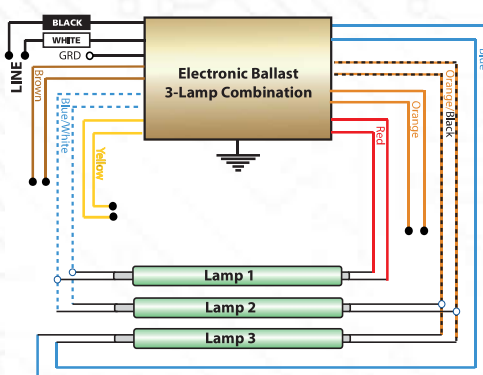 BLACK
WHITE
GRD
LINE
Electronic Ballast
3-Lamp Combination
Brown
Blue/White
Yellow
Red
Orange
Orange/Black
Blue
Lamp 1
Lamp 2
Lamp 3